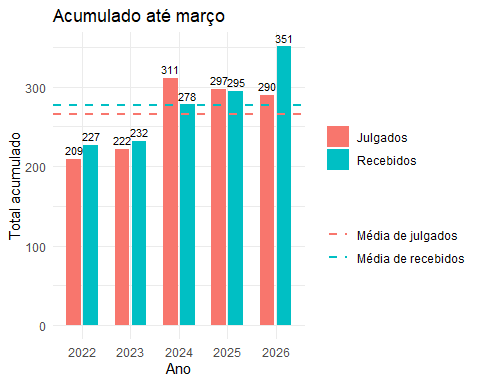 Acumulado até março
Total acumulado
300
200
100
0
209
227
222
232
311
278
297
295
290
351
2022
2023
2024
2025
2026
Ano
Julgados
Recebidos
Média de julgados
Média de recebidos